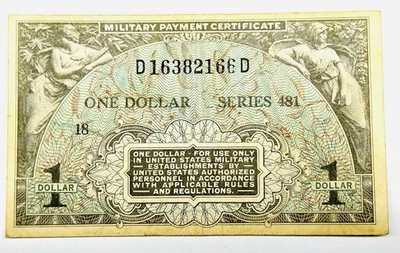 MILITARY PAYMENT CERTIFICATE
D16382166D
ONE DOLLAR SERIES 481
18
ONE DOLLAR - FOR USE ONLY
IN UNITED STATES MILITARY
ESTABLISHMENTS BY
UNITED STATES AUTHORIZED
PERSONNEL IN ACCORDANCE
WITH APPLICABLE RULES
AND REGULATIONS.
1 1
DOLLAR DOLLAR